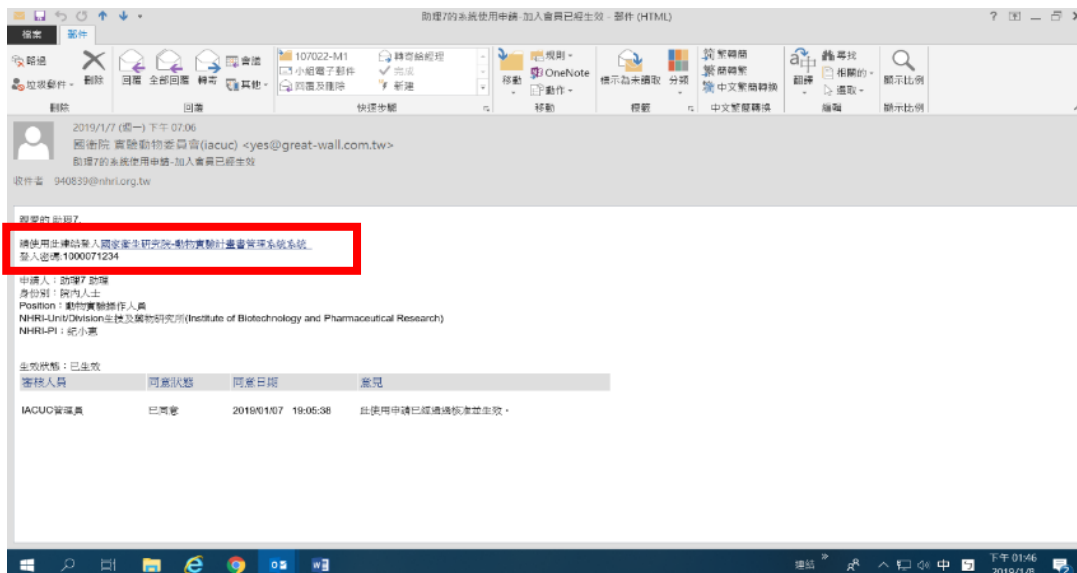 助理7的系統使用申請-加入會員已經生效 - 郵件 (HTML)
檔案 郵件
略過 垃圾郵件 刪除 回覆 全部回覆 轉寄 會議 其他
107022-M1 小組電子郵件 回覆及刪除 轉寄給經理 完成 新建
移動 規則 OneNote 動作 標示為未讀取 分類
繁轉簡 簡轉繁 中文繁簡轉換 翻譯 尋找 相關的 選取 顯示比例
刪除 回覆 快速步驟 移動 標籤 中文繁簡轉換 編輯 顯示比例
2019/1/7 (週一) 下午 07:06
國衛院 實驗動物委員會(iacuc) <yes@great-wall.com.tw>
助理7的系統使用申請-加入會員已經生效
收件者 940839@nhri.org.tw
親愛的 助理7,
請使用此連結登入國家衛生研究院-動物實驗計畫書管理系統系統
登入密碼:1000071234
申請人：助理7 助理
身份別：院內人士
Position：動物實驗操作人員
NHRI-Unit/Division生技及藥物研究所(Institute of Biotechnology and Pharmaceutical Research)
NHRI-PI：紀小惠
生效狀態：已生效
審核人員 同意狀態 同意日期 意見
IACUC管理員 已同意 2019/01/07 19:05:38 此使用申請已經通過核准並生效。
連結 中 下午 01:46
2019/1/8